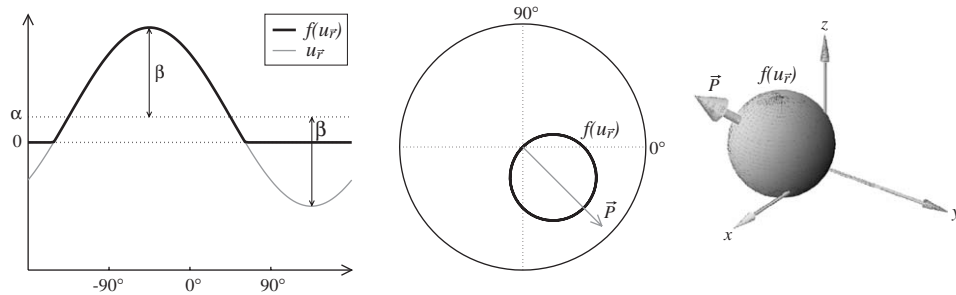 f(u_r⃗)
u_r⃗
β
α
β
0
-90°
0°
90°
90°
f(u_r⃗)
0°
P⃗
z
f(u_r⃗)
P⃗
x
y